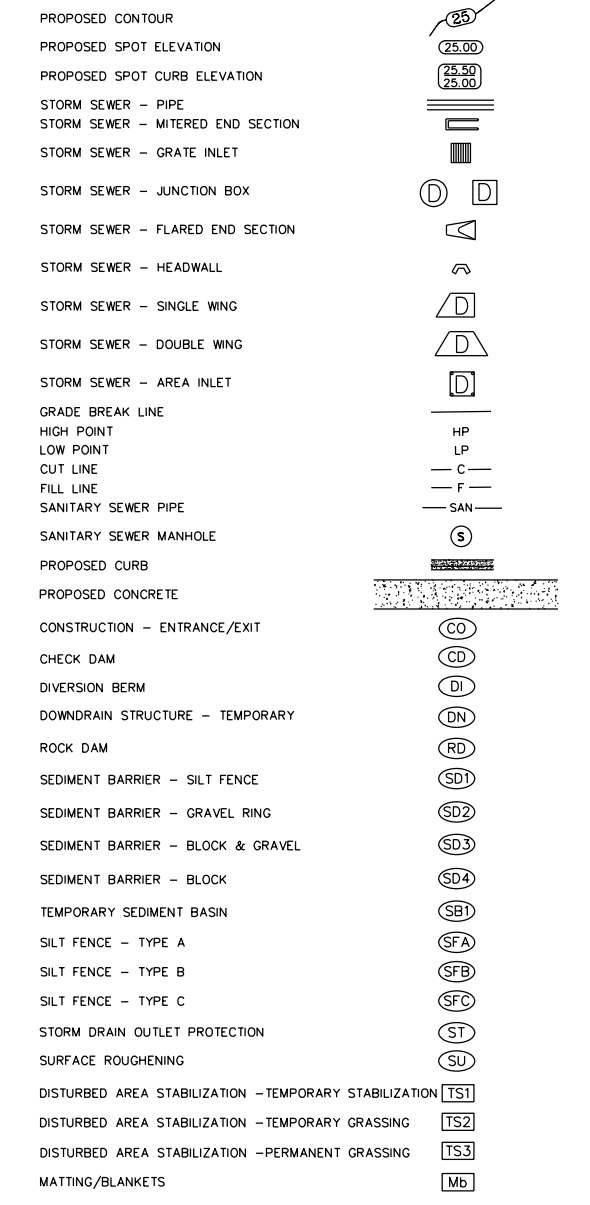 PROPOSED CONTOUR 25
PROPOSED SPOT ELEVATION 25.00
PROPOSED SPOT CURB ELEVATION 25.50
25.00
STORM SEWER – PIPE
STORM SEWER – MITERED END SECTION
STORM SEWER – GRATE INLET
STORM SEWER – JUNCTION BOX D D
STORM SEWER – FLARED END SECTION
STORM SEWER – HEADWALL
STORM SEWER – SINGLE WING D
STORM SEWER – DOUBLE WING D
STORM SEWER – AREA INLET D
GRADE BREAK LINE
HIGH POINT HP
LOW POINT LP
CUT LINE C
FILL LINE F
SANITARY SEWER PIPE SAN
SANITARY SEWER MANHOLE S
PROPOSED CURB
PROPOSED CONCRETE
CONSTRUCTION – ENTRANCE/EXIT CO
CHECK DAM CD
DIVERSION BERM DI
DOWNDRAIN STRUCTURE – TEMPORARY DN
ROCK DAM RD
SEDIMENT BARRIER – SILT FENCE SD1
SEDIMENT BARRIER – GRAVEL RING SD2
SEDIMENT BARRIER – BLOCK & GRAVEL SD3
SEDIMENT BARRIER – BLOCK SD4
TEMPORARY SEDIMENT BASIN SB1
SILT FENCE – TYPE A SFA
SILT FENCE – TYPE B SFB
SILT FENCE – TYPE C SFC
STORM DRAIN OUTLET PROTECTION ST
SURFACE ROUGHENING SU
DISTURBED AREA STABILIZATION –TEMPORARY STABILIZATION TS1
DISTURBED AREA STABILIZATION –TEMPORARY GRASSING TS2
DISTURBED AREA STABILIZATION –PERMANENT GRASSING TS3
MATTING/BLANKETS Mb